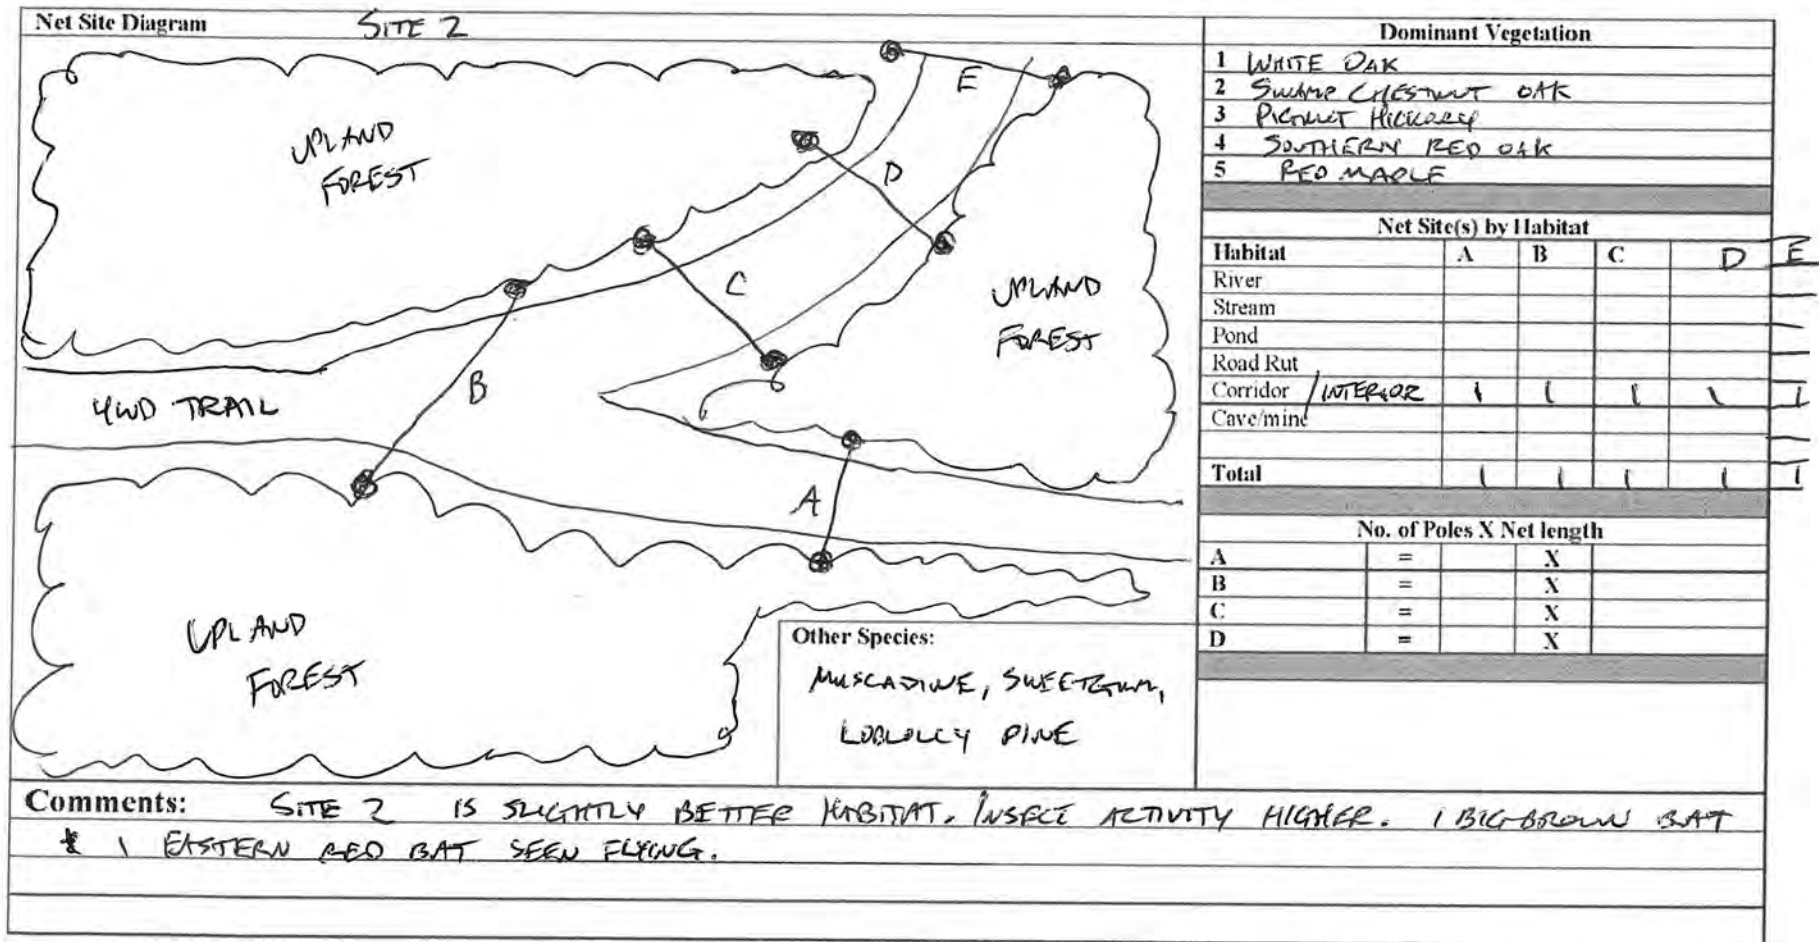 Net Site Diagram SITE 2
E
UPLAND
FOREST
D
C
UPLAND
FOREST
B
4WD TRAIL
A
UPLAND
FOREST
Other Species:
MUSCADINE, SWEETGUM,
LOBLOLLY PINE
Dominant Vegetation
1 WHITE OAK
2 SWAMP CHESTNUT OAK
3 PIGNUT HICKORY
4 SOUTHERN RED OAK
5 RED MAPLE
Net Site(s) by Habitat
Habitat A B C D E
River
Stream
Pond
Road Rut
Corridor / INTERIOR 1 1 1 1 1
Cave/mine
Total 1 1 1 1 1
No. of Poles X Net length
A = X
B = X
C = X
D = X
Comments: SITE 2 IS SLIGHTLY BETTER HABITAT. INSECT ACTIVITY HIGHER. 1 BIG BROWN BAT
& 1 EASTERN RED BAT SEEN FLYING.